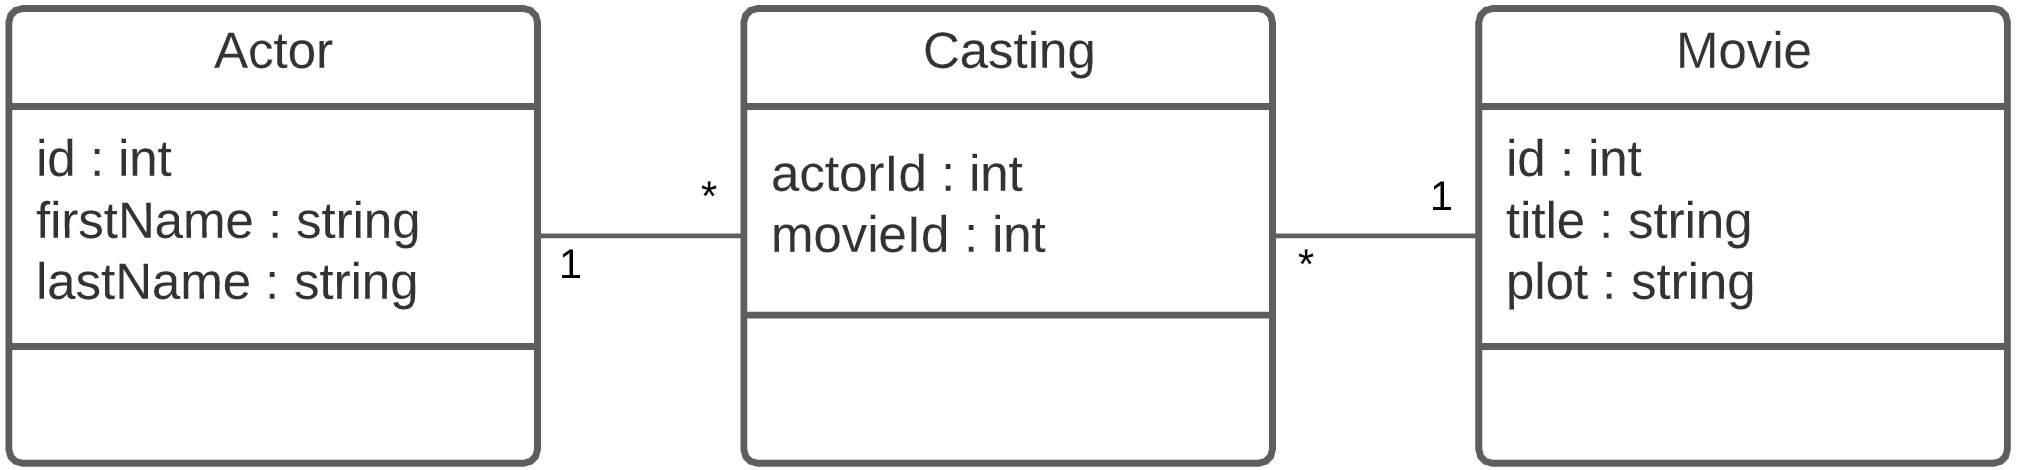 Actor
id : int
firstName : string
lastName : string
1
*
Casting
actorId : int
movieId : int
*
1
Movie
id : int
title : string
plot : string